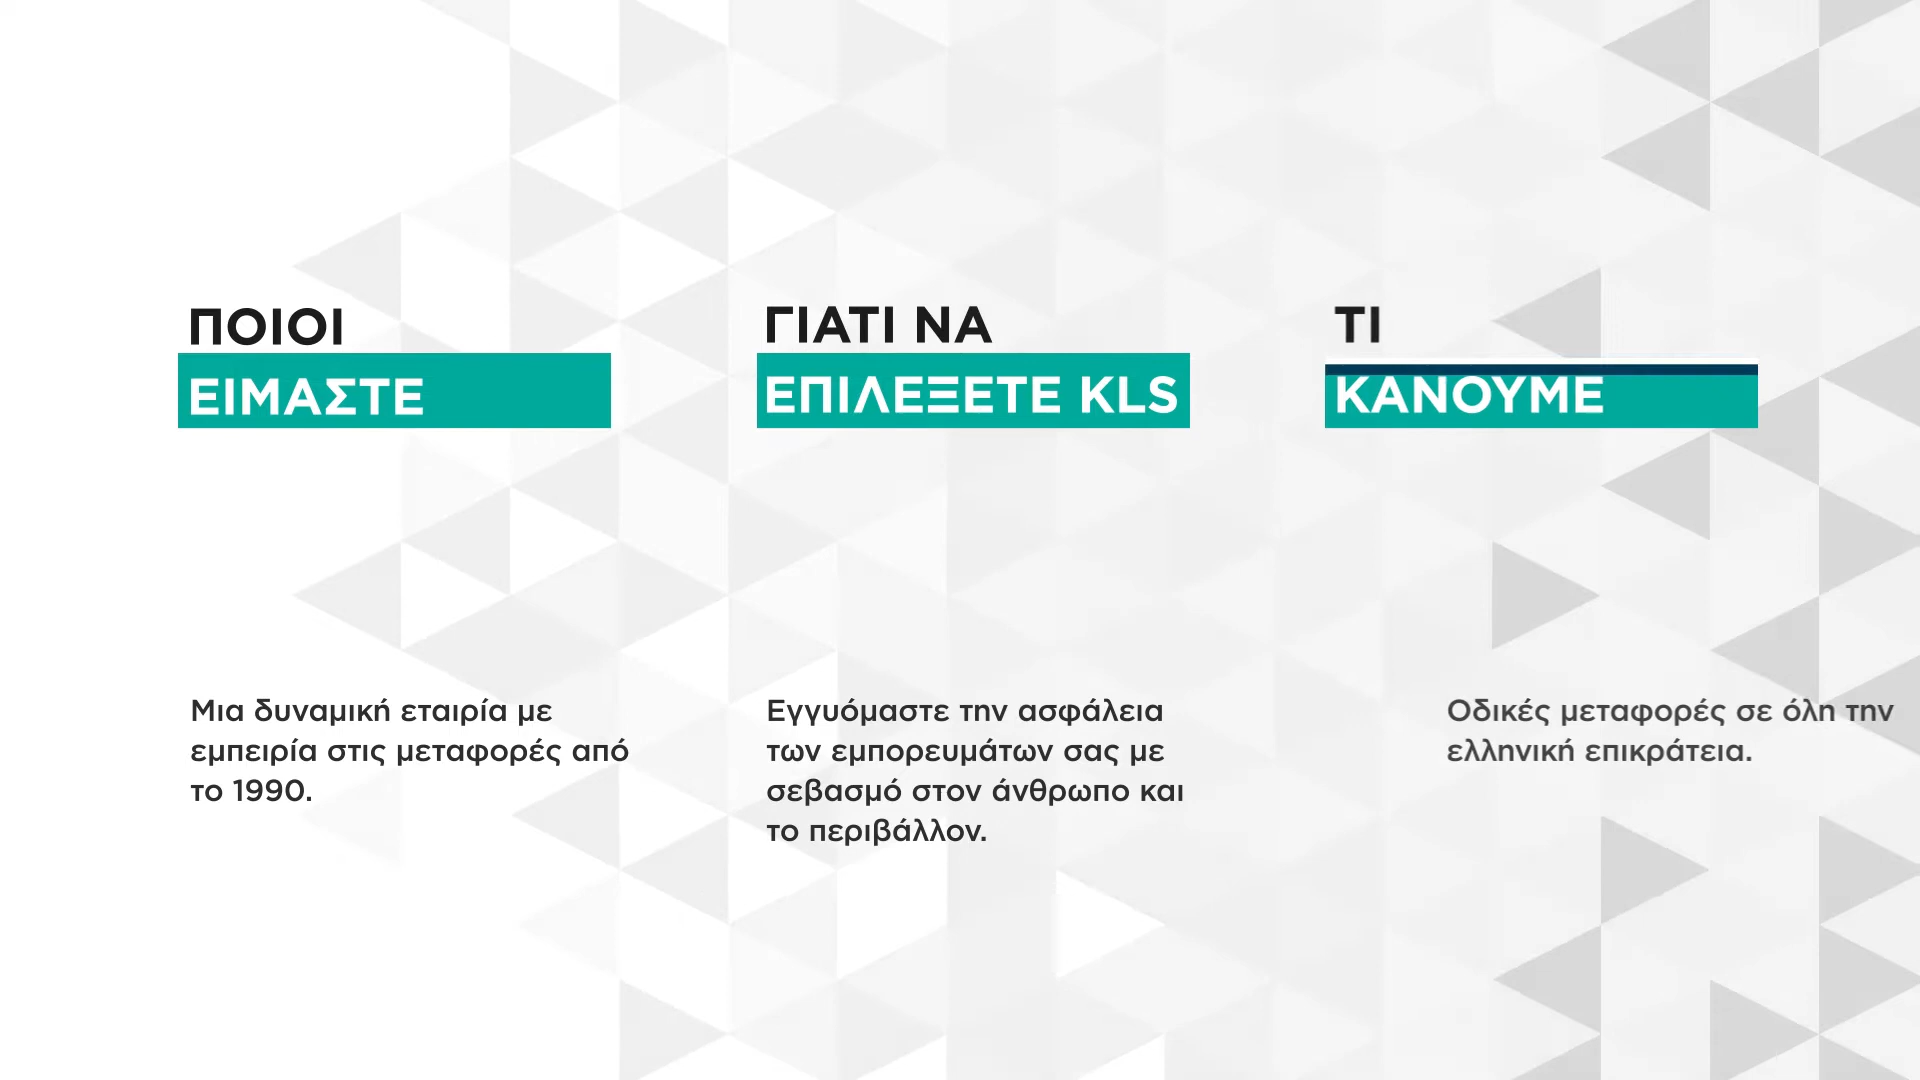 ΠΟΙΟΙ
ΕΙΜΑΣΤΕ
Μια δυναμική εταιρία με
εμπειρία στις μεταφορές από
το 1990.
ΓΙΑΤΙ ΝΑ
ΕΠΙΛΕΞΕΤΕ KLS
Εγγυόμαστε την ασφάλεια
των εμπορευμάτων σας με
σεβασμό στον άνθρωπο και
το περιβάλλον.
ΤΙ
ΚΑΝΟΥΜΕ
Οδικές μεταφορές σε όλη την
ελληνική επικράτεια.